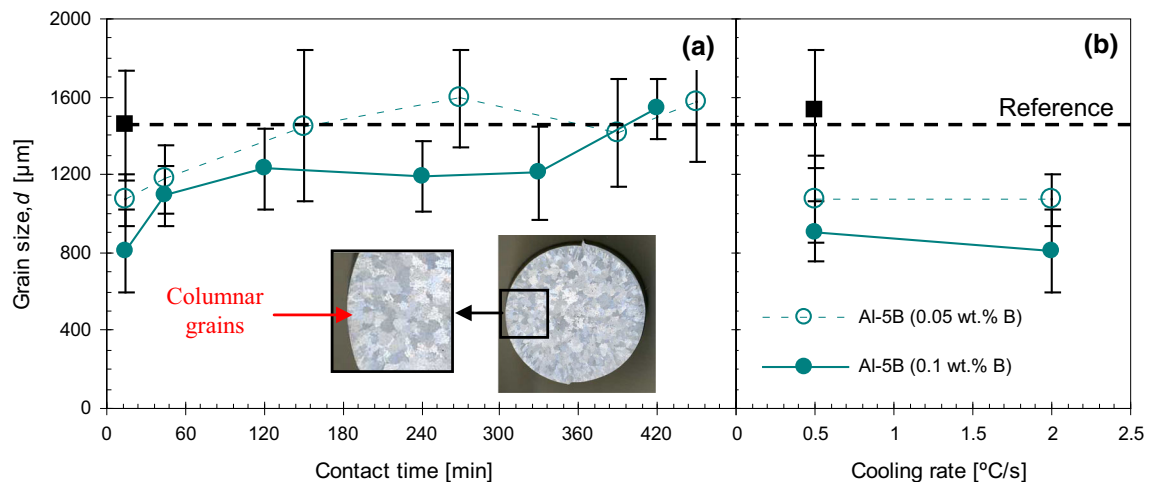 Grain size, d [µm]
2000
1600
1200
800
400
0
(a)
Columnar
grains
0 60 120 180 240 300 360 420
Contact time [min]
(b)
Reference
Al-5B (0.05 wt.% B)
Al-5B (0.1 wt.% B)
0 0.5 1 1.5 2 2.5
Cooling rate [ºC/s]